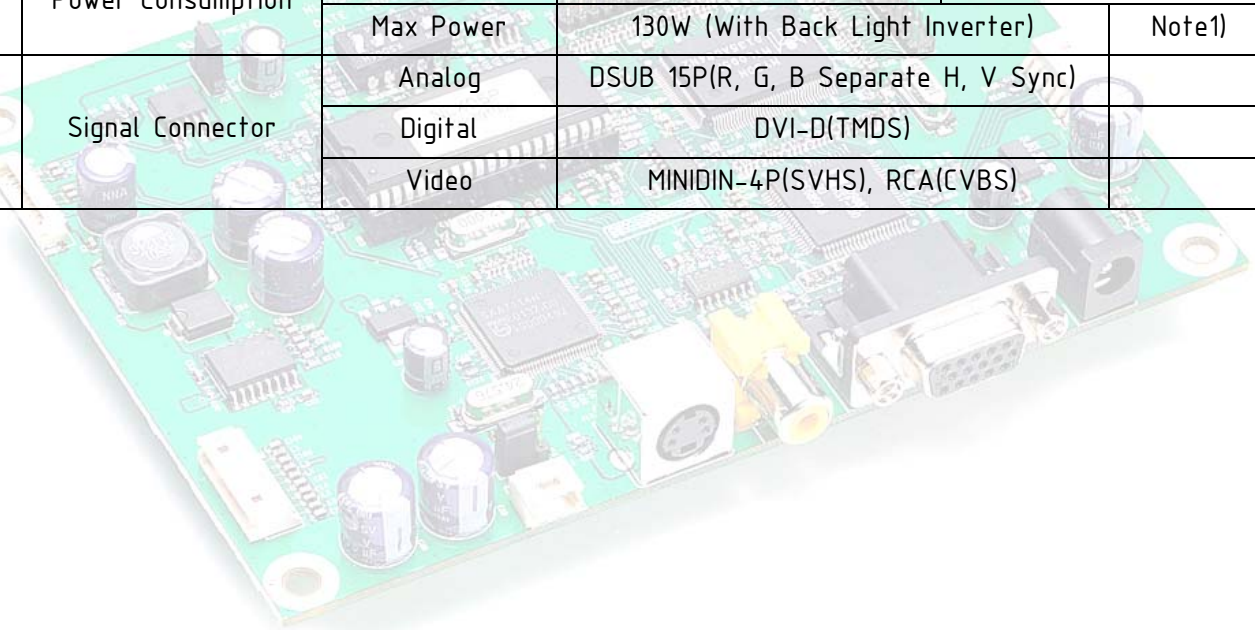 Power Consumption
Max Power 130W (With Back Light Inverter) Note1)
Analog DSUB 15P(R, G, B Separate H, V Sync)
Signal Connector Digital DVI-D(TMDS)
Video MINIDIN-4P(SVHS), RCA(CVBS)